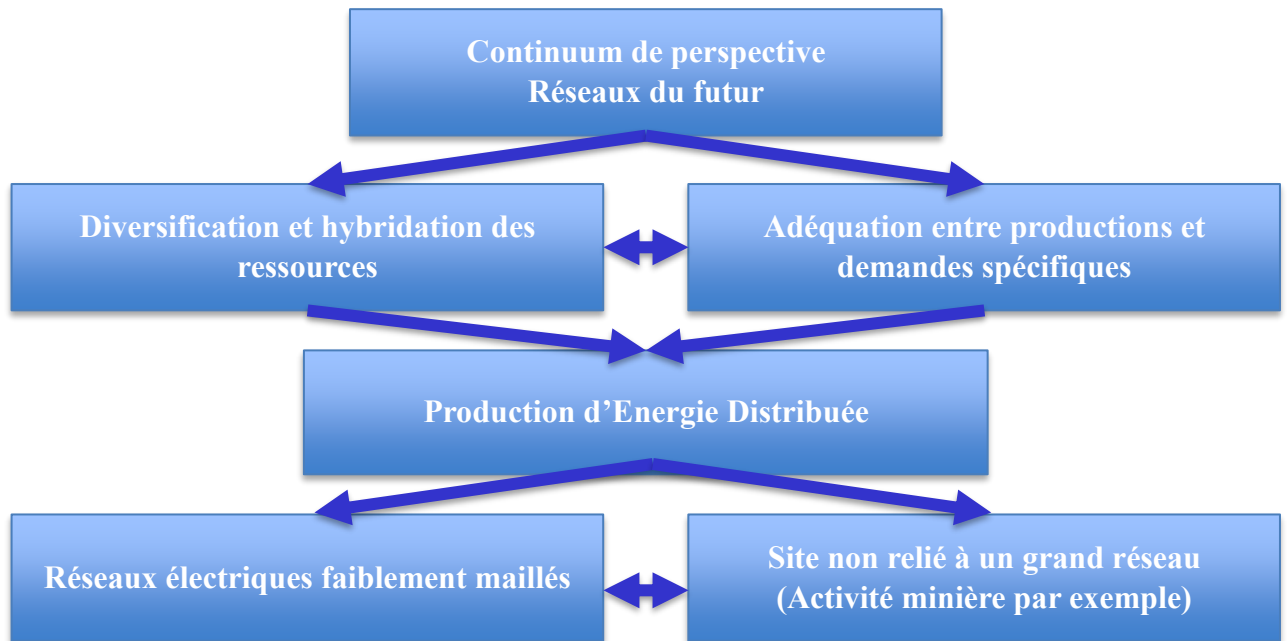 Continuum de perspective
Réseaux du futur
Diversification et hybridation des
ressources
Adéquation entre productions et
demandes spécifiques
Production d’Energie Distribuée
Réseaux électriques faiblement maillés
Site non relié à un grand réseau
(Activité minière par exemple)